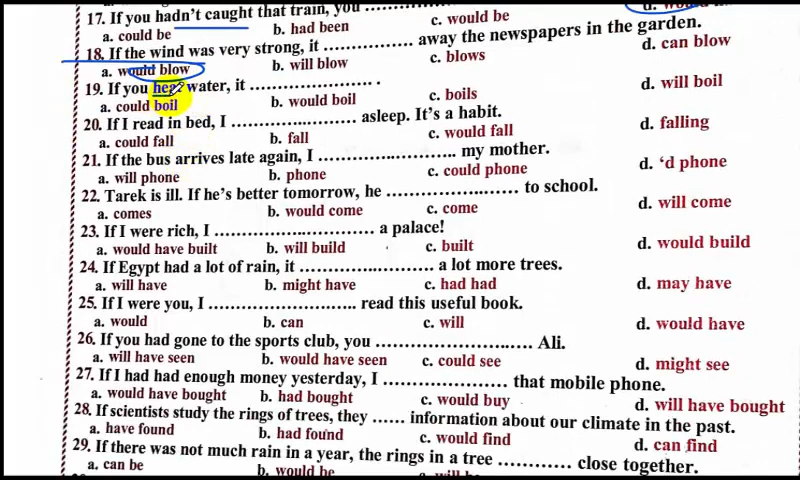 17. If you hadn't caught that train, you
a. could be b. had been c. would be d.
18. If the wind was very strong, it .................. away the newspapers in the garden.
a. would blow b. will blow c. blows d. can blow
19. If you heat water, it .......................... .
a. could boil b. would boil c. boils d. will boil
20. If I read in bed, I ......................... asleep. It's a habit.
a. could fall b. fall c. would fall d. falling
21. If the bus arrives late again, I ........................... my mother.
a. will phone b. phone c. could phone d. 'd phone
22. Tarek is ill. If he's better tomorrow, he .......................... to school.
a. comes b. would come c. come d. will come
23. If I were rich, I ............................... a palace!
a. would have built b. will build c. built d. would build
24. If Egypt had a lot of rain, it ........................... a lot more trees.
a. will have b. might have c. had had d. may have
25. If I were you, I ............................. read this useful book.
a. would b. can c. will d. would have
26. If you had gone to the sports club, you ............................... Ali.
a. will have seen b. would have seen c. could see d. might see
27. If I had had enough money yesterday, I ........................ that mobile phone.
a. would have bought b. had bought c. would buy d. will have bought
28. If scientists study the rings of trees, they ...... information about our climate in the past.
a. have found b. had found c. would find d. can find
29. If there was not much rain in a year, the rings in a tree ........... close together.
a. can be b. would be c. will be